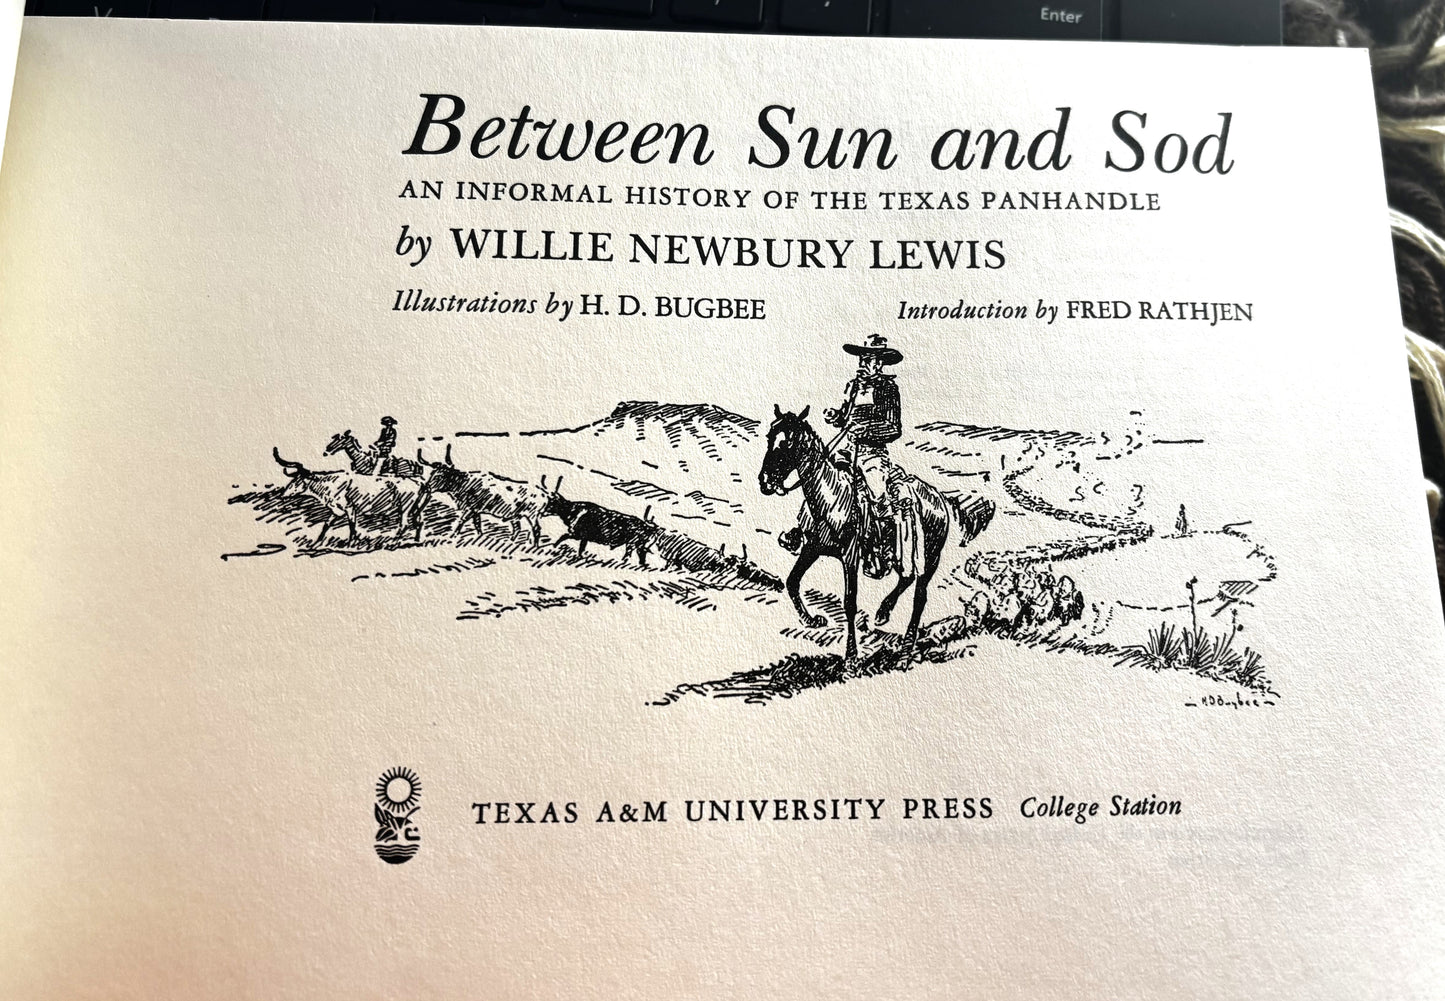 Enter
Between Sun and Sod
AN INFORMAL HISTORY OF THE TEXAS PANHANDLE
by WILLIE NEWBURY LEWIS
Illustrations by H. D. BUGBEE Introduction by FRED RATHJEN
H D Bugbee
TEXAS A&M UNIVERSITY PRESS College Station